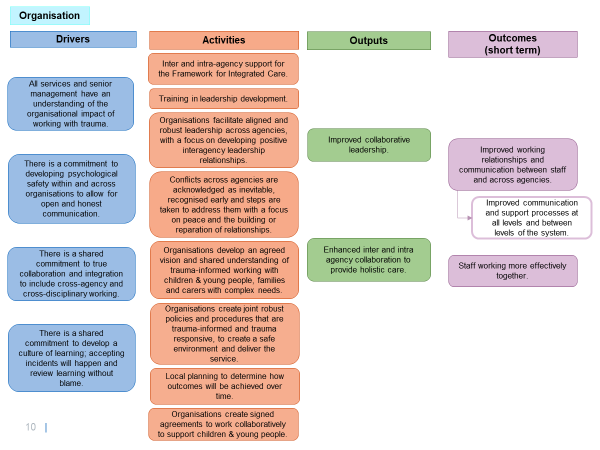 Organisation
Drivers
Activities
Outputs
Outcomes
(short term)
All services and senior
management have an
understanding of the
organisational impact of
working with trauma.
There is a commitment to
developing psychological
safety within and across
organisations to allow for
open and honest
communication.
There is a shared
commitment to true
collaboration and integration
to include cross-agency and
cross-disciplinary working.
There is a shared
commitment to develop a
culture of learning; accepting
incidents will happen and
review learning without
blame.
Inter and intra-agency support for
the Framework for Integrated Care.
Training in leadership development.
Organisations facilitate aligned and
robust leadership across agencies,
with a focus on developing positive
interagency leadership
relationships.
Conflicts across agencies are
acknowledged as inevitable,
recognised early and steps are
taken to address them with a focus
on peace and the building or
reparation of relationships.
Organisations develop an agreed
vision and shared understanding of
trauma-informed working with
children & young people, families
and carers with complex needs.
Organisations create joint robust
policies and procedures that are
trauma-informed and trauma
responsive, to create a safe
environment and deliver the
service.
Local planning to determine how
outcomes will be achieved over
time.
Organisations create signed
agreements to work collaboratively
to support children & young people.
Improved collaborative
leadership.
Enhanced inter and intra
agency collaboration to
provide holistic care.
Improved working
relationships and
communication between staff
and across agencies.
Improved communication
and support processes at
all levels and between
levels of the system.
Staff working more effectively
together.
10